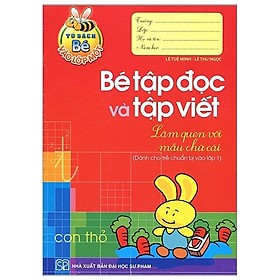 TỦ SÁCH
Bé
VÀO LỚP MỘT
Trường:
Lớp:
Họ và tên:
Năm học:
LÊ TUỆ MINH - LÊ THU NGỌC
Bé tập đọc
và tập viết
Làm quen với
mẫu chữ cái
(Dành cho trẻ chuẩn bị vào lớp 1)
t
con thỏ
NHÀ XUẤT BẢN ĐẠI HỌC SƯ PHẠM